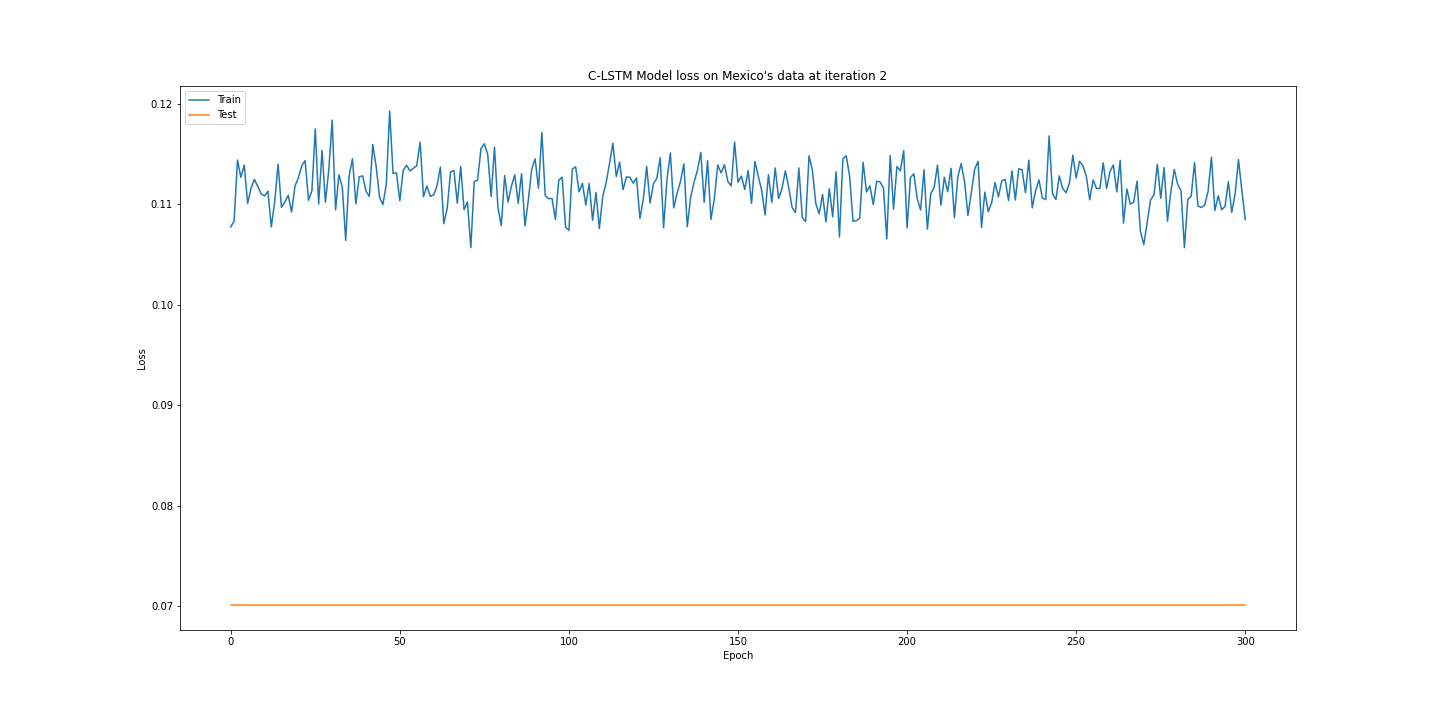 C-LSTM Model loss on Mexico's data at iteration 2
Train
Test
0.12
0.11
0.10
0.09
0.08
0.07
Loss
0 50 100 150 200 250 300
Epoch